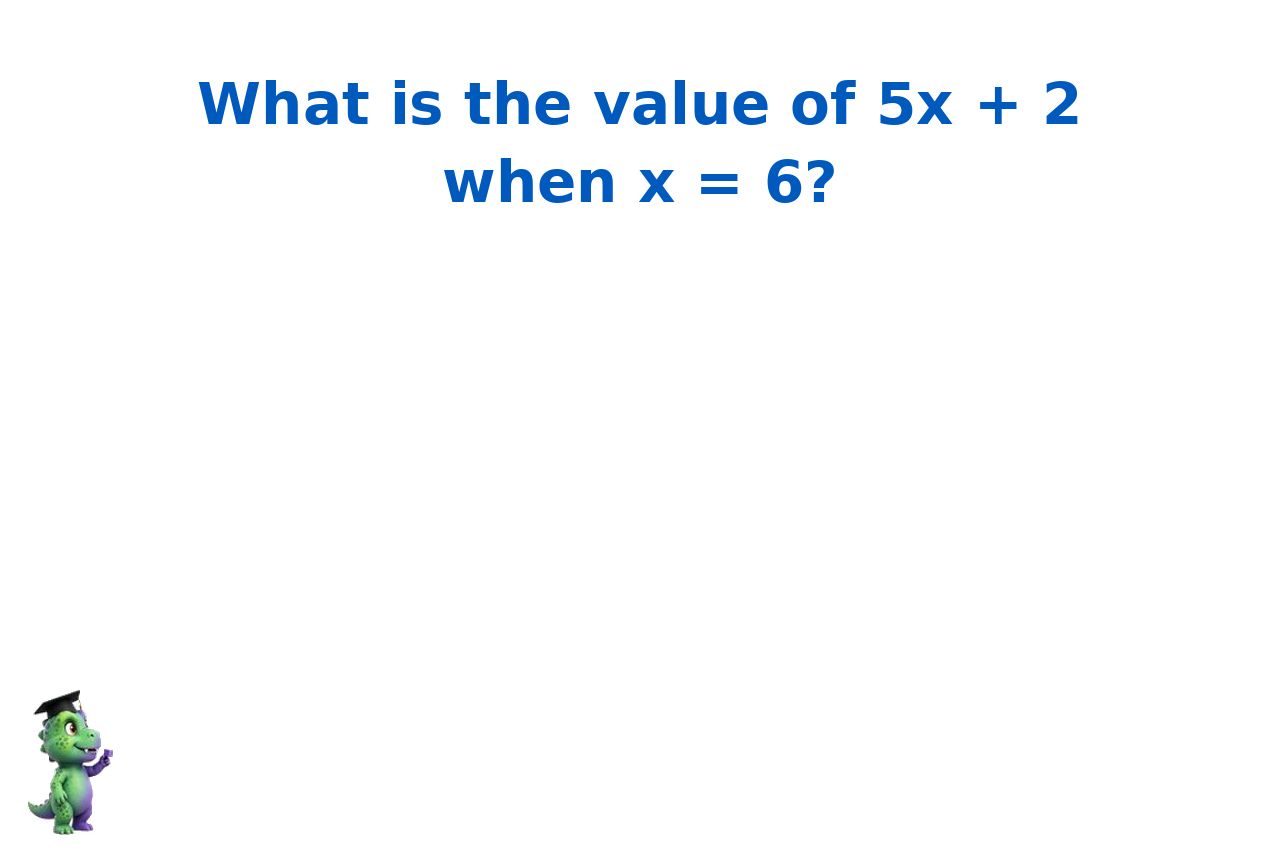 What is the value of 5x + 2
when x = 6?